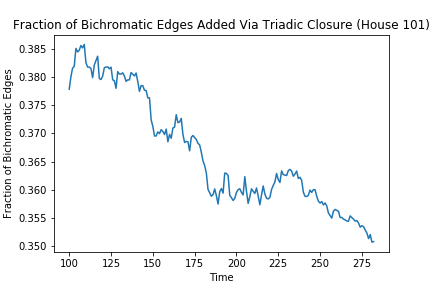 Fraction of Bichromatic Edges Added Via Triadic Closure (House 101)
Fraction of Bichromatic Edges
0.385
0.380
0.375
0.370
0.365
0.360
0.355
0.350
100 125 150 175 200 225 250 275
Time